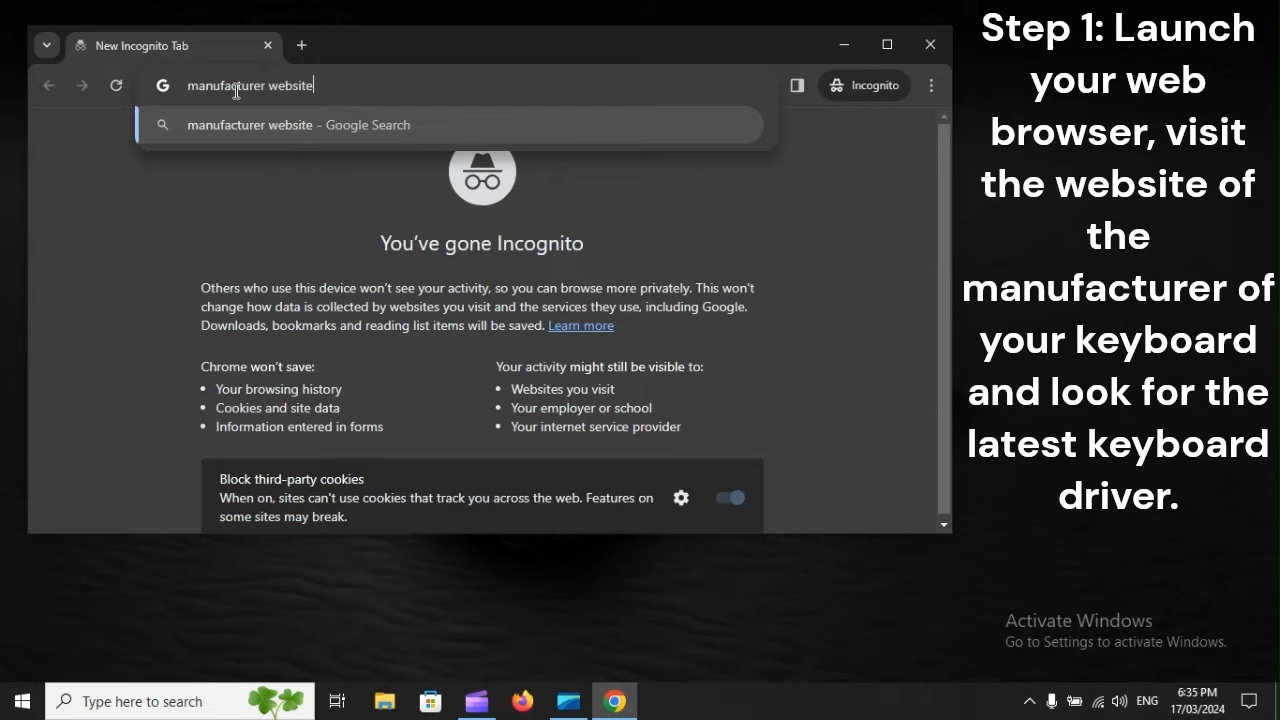 New Incognito Tab
manufacturer website
Incognito
manufacturer website - Google Search
You've gone Incognito
Others who use this device won't see your activity, so you can browse more privately. This won't
change how data is collected by websites you visit and the services they use, including Google.
Downloads, bookmarks and reading list items will be saved. Learn more
Chrome won't save:
Your browsing history
Cookies and site data
Information entered in forms
Your activity might still be visible to:
Websites you visit
Your employer or school
Your internet service provider
Block third-party cookies
When on, sites can't use cookies that track you across the web. Features on
some sites may break.
Step 1: Launch
your web
browser, visit
the website of
the
manufacturer of
your keyboard
and look for the
latest keyboard
driver.
Activate Windows
Go to Settings to activate Windows.
Type here to search
ENG
6:35 PM
17/03/2024